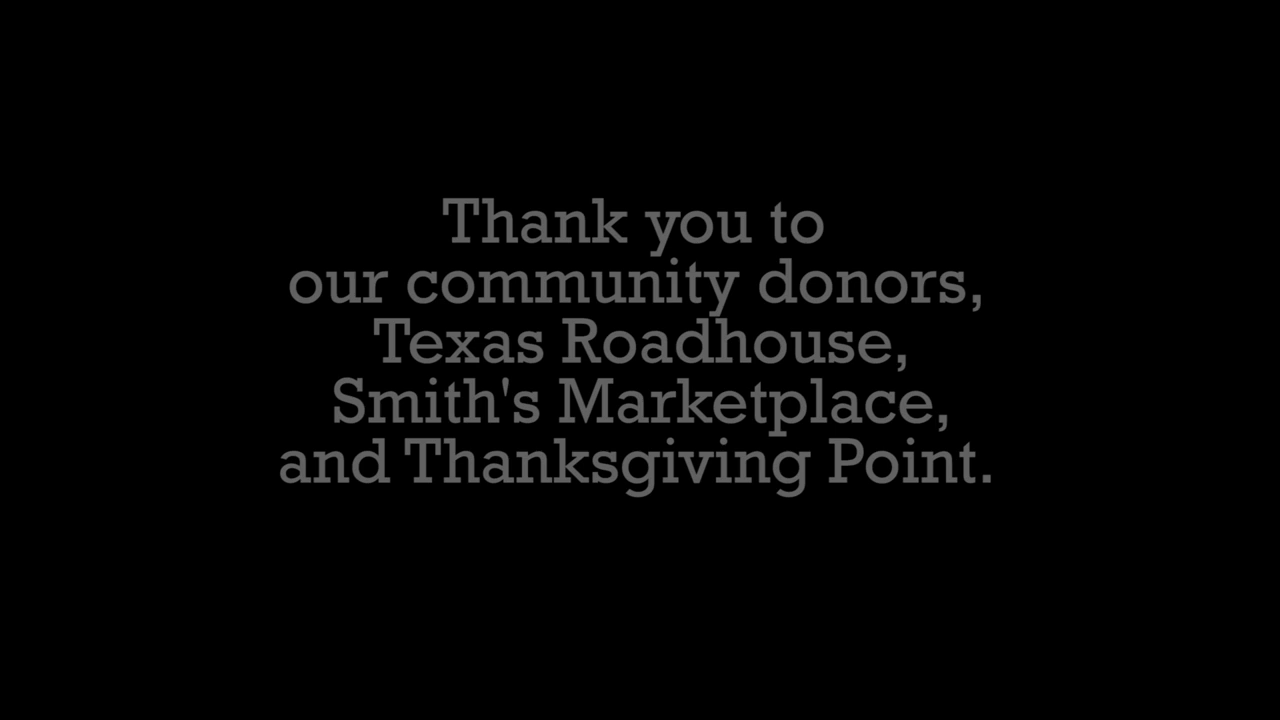 Thank you to
our community donors,
Texas Roadhouse,
Smith's Marketplace,
and Thanksgiving Point.